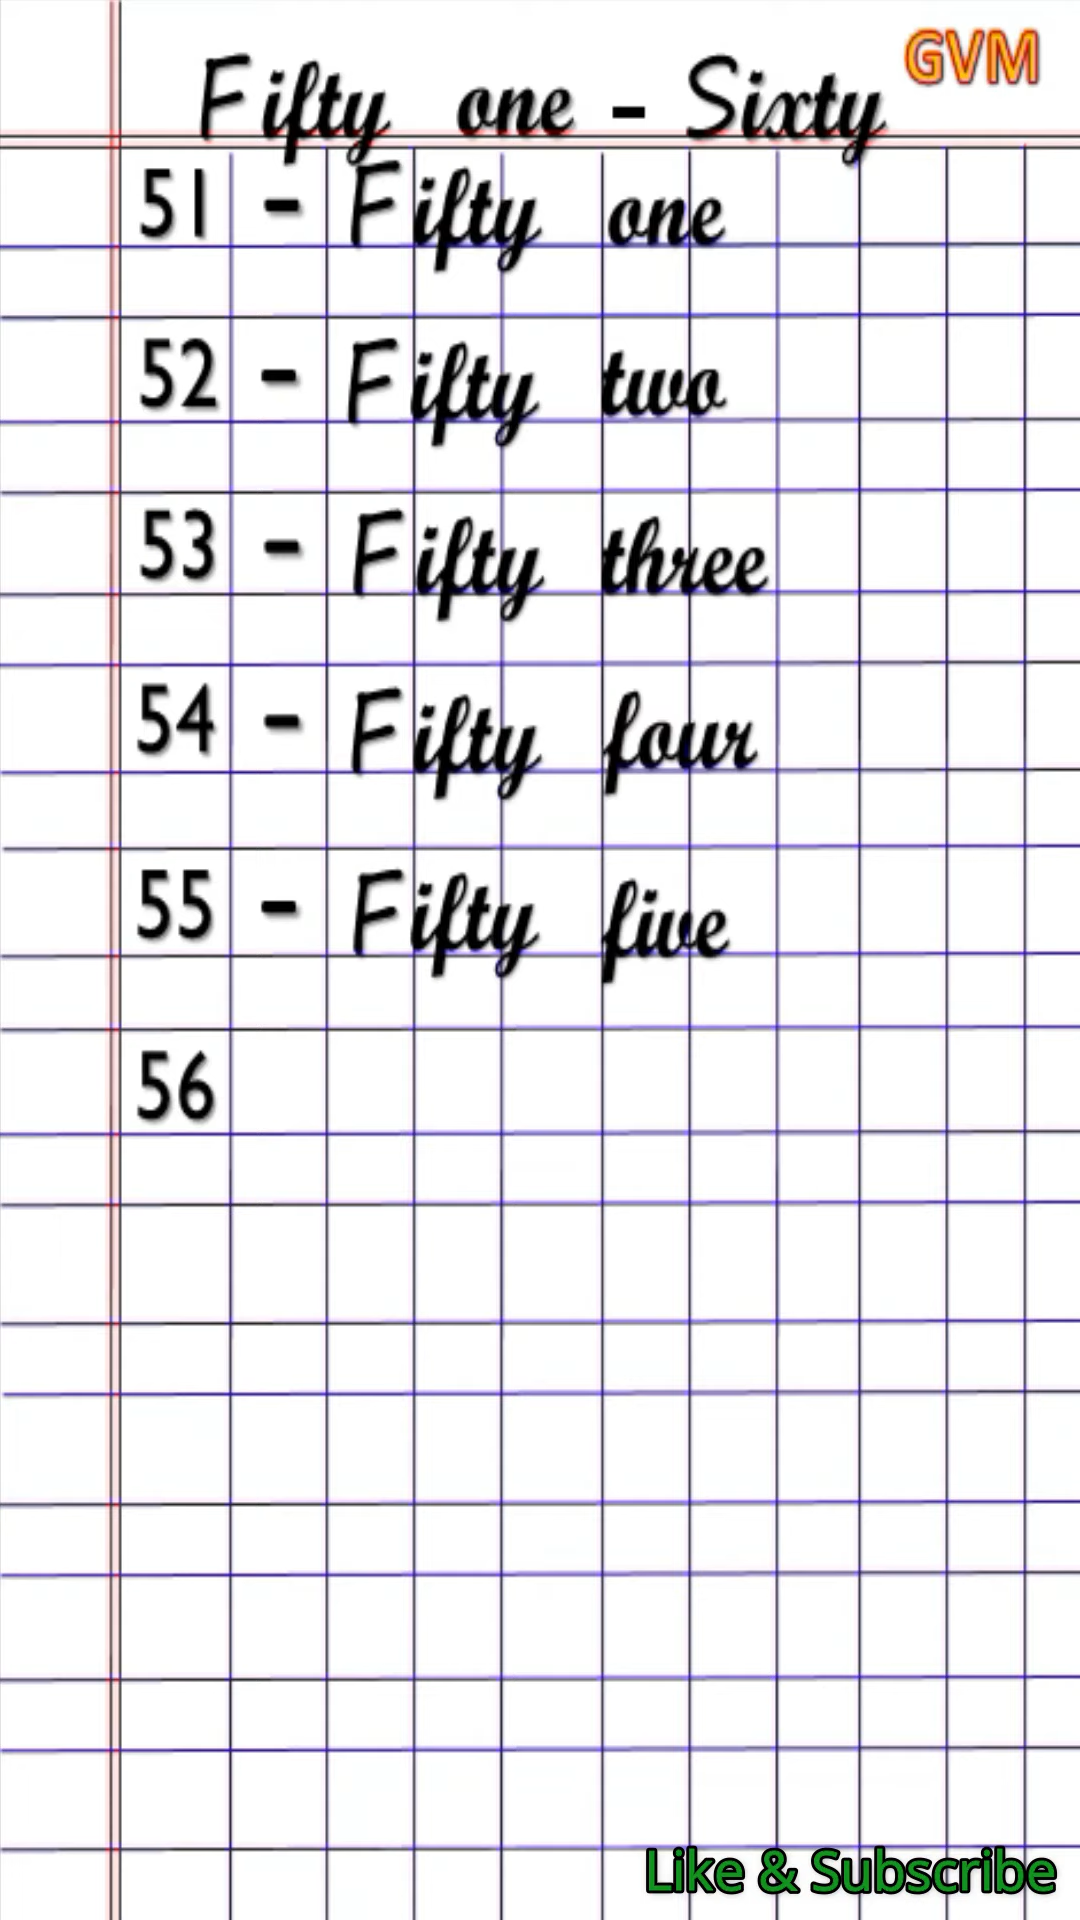 GVM
Fifty one - Sixty
51 - Fifty one
52 - Fifty two
53 - Fifty three
54 - Fifty four
55 - Fifty five
56
Like & Subscribe